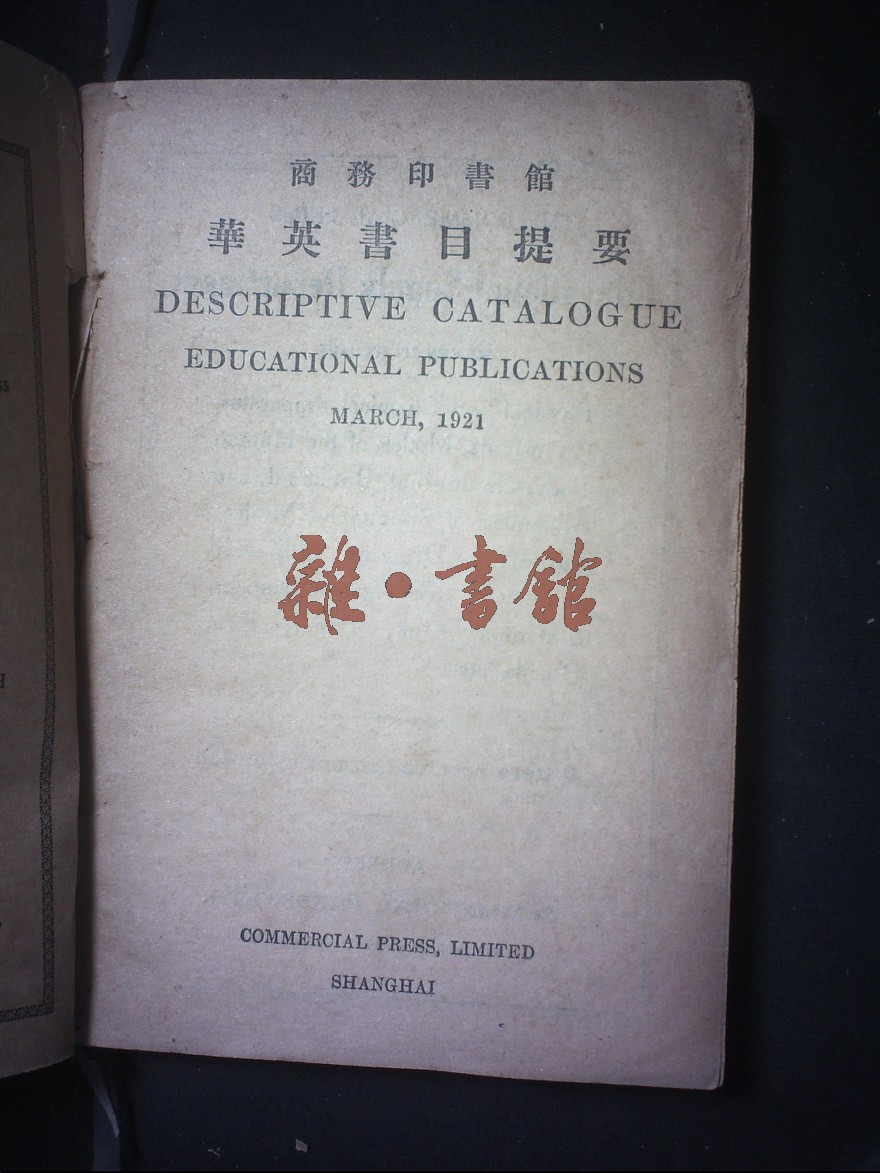 商務印書館
華英書目提要
DESCRIPTIVE CATALOGUE
EDUCATIONAL PUBLICATIONS
MARCH, 1921
雜•書館
COMMERCIAL PRESS, LIMITED
SHANGHAI